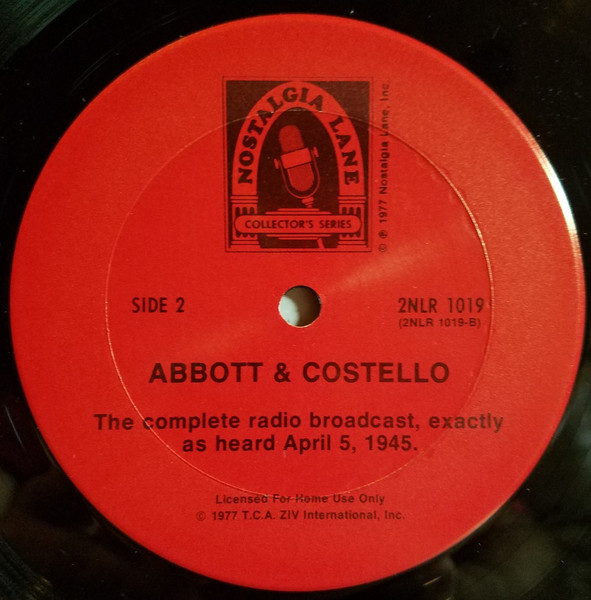 NOSTALGIA LANE
COLLECTOR'S SERIES
© ℗ 1977 Nostalgia Lane, Inc.
SIDE 2
2NLR 1019
(2NLR 1019-B)
ABBOTT & COSTELLO
The complete radio broadcast, exactly
as heard April 5, 1945.
Licensed For Home Use Only
© 1977 T.C.A. ZIV International, Inc.